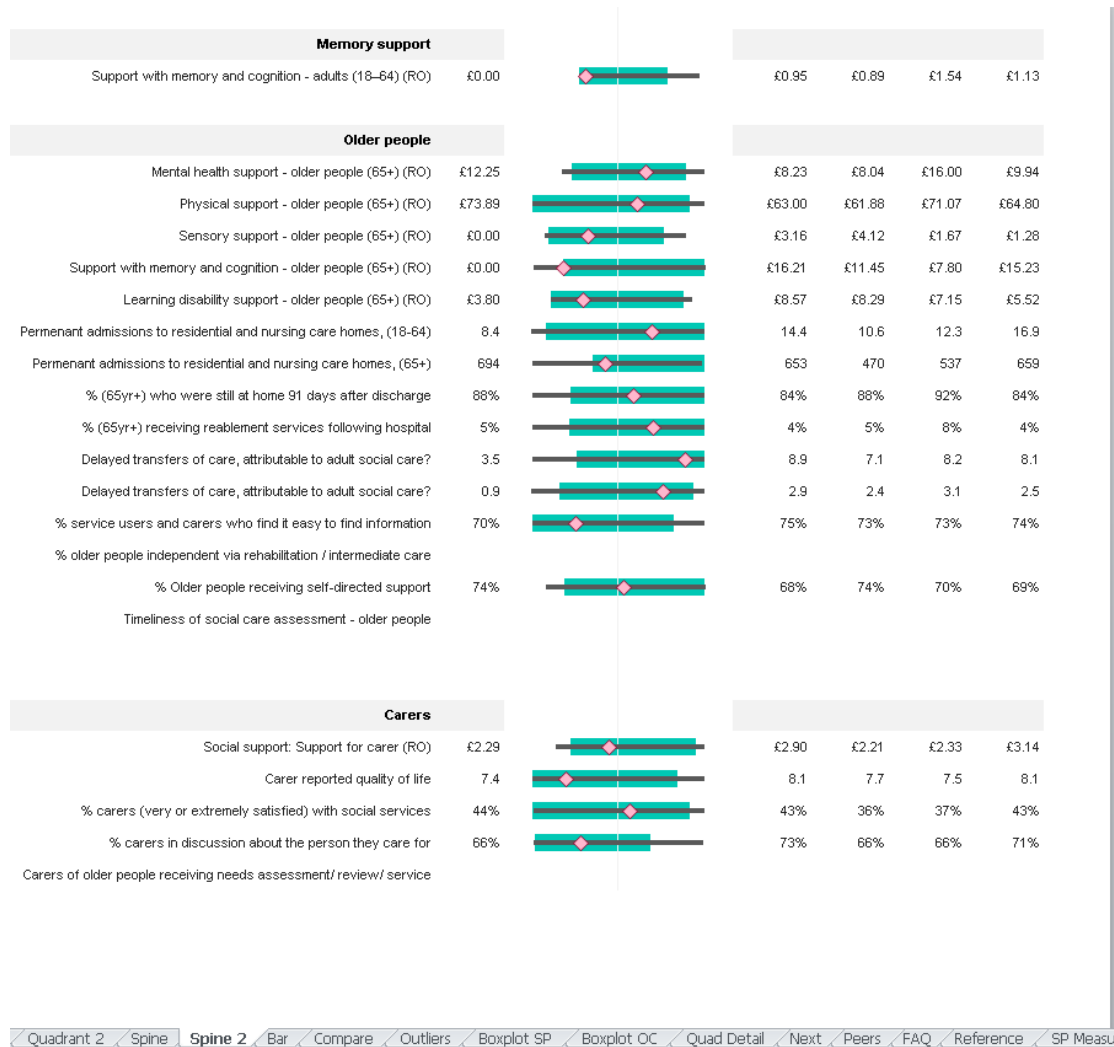 Memory support
Support with memory and cognition - adults (18–64) (RO) £0.00 £0.95 £0.89 £1.54 £1.13
Older people
Mental health support - older people (65+) (RO) £12.25 £8.23 £8.04 £16.00 £9.94
Physical support - older people (65+) (RO) £73.89 £63.00 £61.88 £71.07 £64.80
Sensory support - older people (65+) (RO) £0.00 £3.16 £4.12 £1.67 £1.28
Support with memory and cognition - older people (65+) (RO) £0.00 £16.21 £11.45 £7.80 £15.23
Learning disability support - older people (65+) (RO) £3.80 £8.57 £8.29 £7.15 £5.52
Permenant admissions to residential and nursing care homes, (18-64) 8.4 14.4 10.6 12.3 16.9
Permenant admissions to residential and nursing care homes, (65+) 694 653 470 537 659
% (65yr+) who were still at home 91 days after discharge 88% 84% 88% 92% 84%
% (65yr+) receiving reablement services following hospital 5% 4% 5% 8% 4%
Delayed transfers of care, attributable to adult social care? 3.5 8.9 7.1 8.2 8.1
Delayed transfers of care, attributable to adult social care? 0.9 2.9 2.4 3.1 2.5
% service users and carers who find it easy to find information 70% 75% 73% 73% 74%
% older people independent via rehabilitation / intermediate care
% Older people receiving self-directed support 74% 68% 74% 70% 69%
Timeliness of social care assessment - older people
Carers
Social support: Support for carer (RO) £2.29 £2.90 £2.21 £2.33 £3.14
Carer reported quality of life 7.4 8.1 7.7 7.5 8.1
% carers (very or extremely satisfied) with social services 44% 43% 36% 37% 43%
% carers in discussion about the person they care for 66% 73% 66% 66% 71%
Carers of older people receiving needs assessment/ review/ service
Quadrant 2 Spine Spine 2 Bar Compare Outliers Boxplot SP Boxplot OC Quad Detail Next Peers FAQ Reference SP Measu